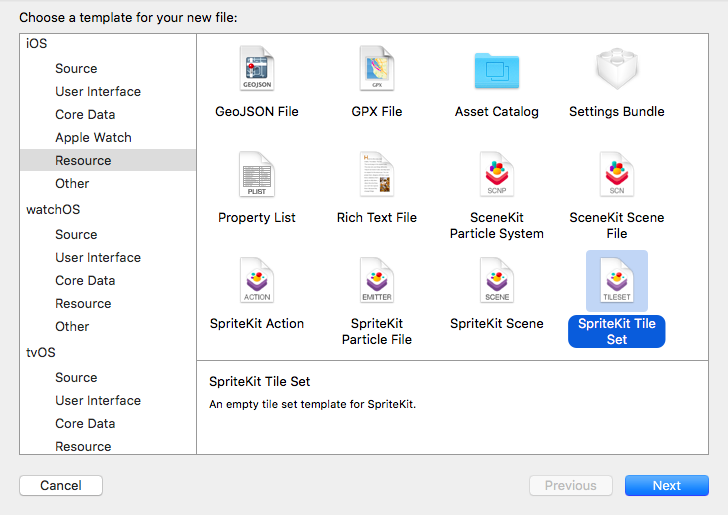 Choose a template for your new file:
iOS
Source
User Interface
Core Data
Apple Watch
Resource
Other
watchOS
Source
User Interface
Core Data
Resource
Other
tvOS
Source
User Interface
Core Data
Resource
GEOJSON
GPX
GeoJSON File
GPX File
Asset Catalog
Settings Bundle
PLIST
SCNP
SCN
Property List
Rich Text File
SceneKit
Particle System
SceneKit Scene
File
ACTION
EMITTER
SCENE
TILESET
SpriteKit Action
SpriteKit
Particle File
SpriteKit Scene
SpriteKit Tile
Set
SpriteKit Tile Set
An empty tile set template for SpriteKit.
Cancel
Previous
Next